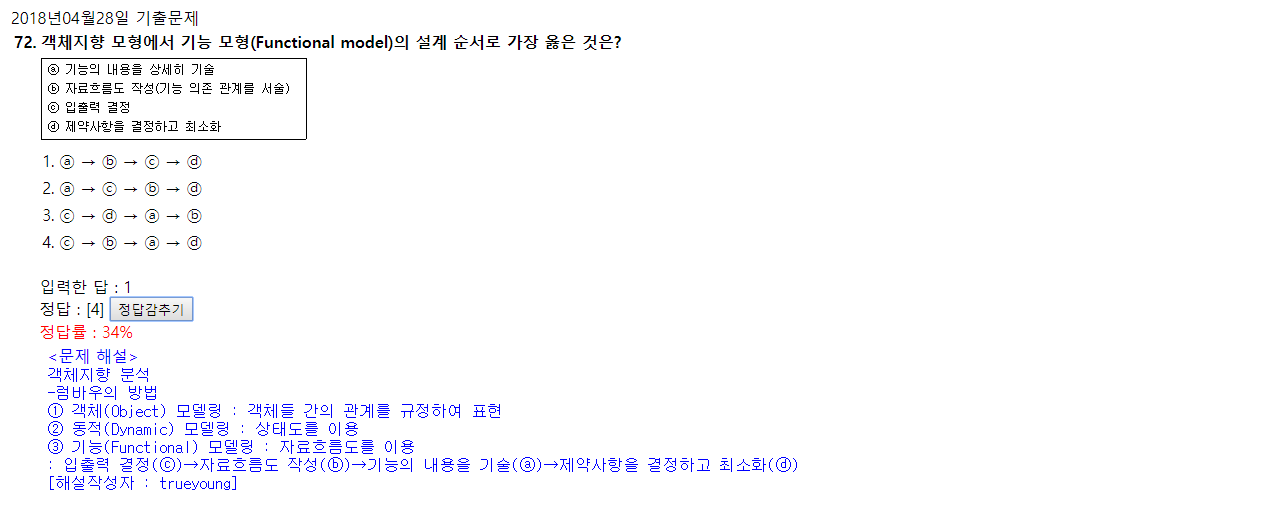 2018년04월28일 기출문제
72. 객체지향 모형에서 기능 모형(Functional model)의 설계 순서로 가장 옳은 것은?
ⓐ 기능의 내용을 상세히 기술
ⓑ 자료흐름도 작성(기능 의존 관계를 서술)
ⓒ 입출력 결정
ⓓ 제약사항을 결정하고 최소화
1. ⓐ → ⓑ → ⓒ → ⓓ
2. ⓐ → ⓒ → ⓑ → ⓓ
3. ⓒ → ⓓ → ⓐ → ⓑ
4. ⓒ → ⓑ → ⓐ → ⓓ
입력한 답 : 1
정답 : [4] 정답감추기
정답률 : 34%
<문제 해설>
객체지향 분석
-럼바우의 방법
① 객체(Object) 모델링 : 객체들 간의 관계를 규정하여 표현
② 동적(Dynamic) 모델링 : 상태도를 이용
③ 기능(Functional) 모델링 : 자료흐름도를 이용
: 입출력 결정(ⓒ)→자료흐름도 작성(ⓑ)→기능의 내용을 기술(ⓐ)→제약사항을 결정하고 최소화(ⓓ)
[해설작성자 : trueyoung]